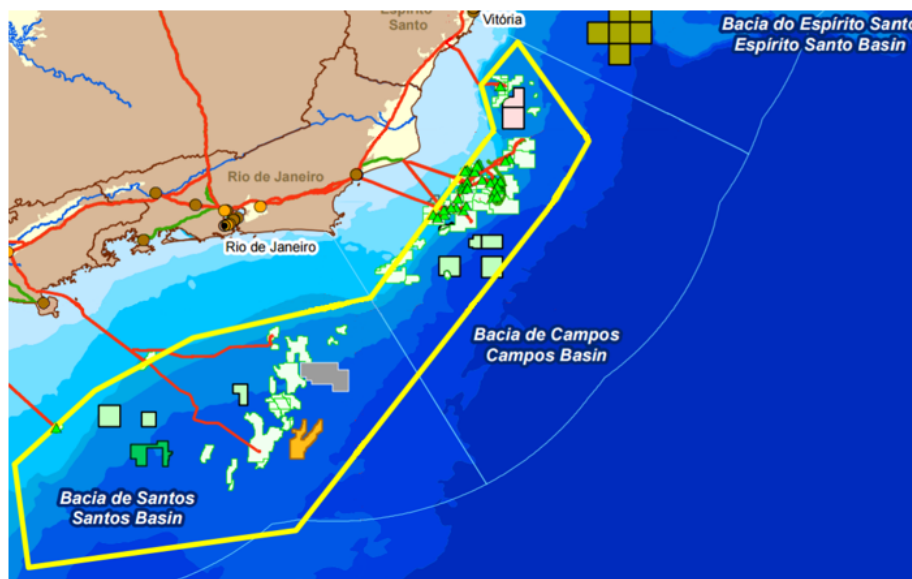 Espírito
Santo
Vitória
Bacia do Espírito Santo
Espírito Santo Basin
Rio de Janeiro
Rio de Janeiro
Bacia de Campos
Campos Basin
Bacia de Santos
Santos Basin